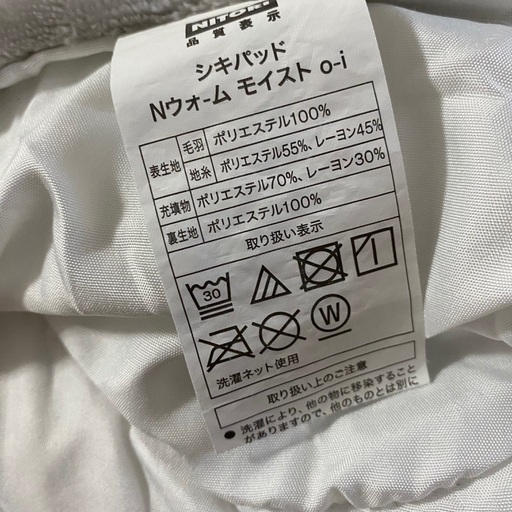 NITORI
品質表示
シキパッド
Nウォームモイスト o-i
表生地 毛羽 ポリエステル100%
地糸 ポリエステル55%、レーヨン45%
充填物 ポリエステル70%、レーヨン30%
裏生地 ポリエステル100%
取り扱い表示
30
W
洗濯ネット使用
取り扱い上のご注意
●洗濯により、他の物に移染すること
がありますので、他のものとは別に